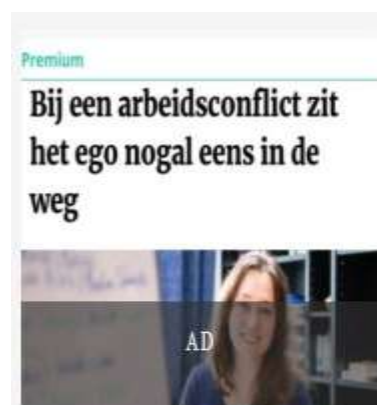 Premium
Bij een arbeidsconflict zit
het ego nogal eens in de
weg
AD